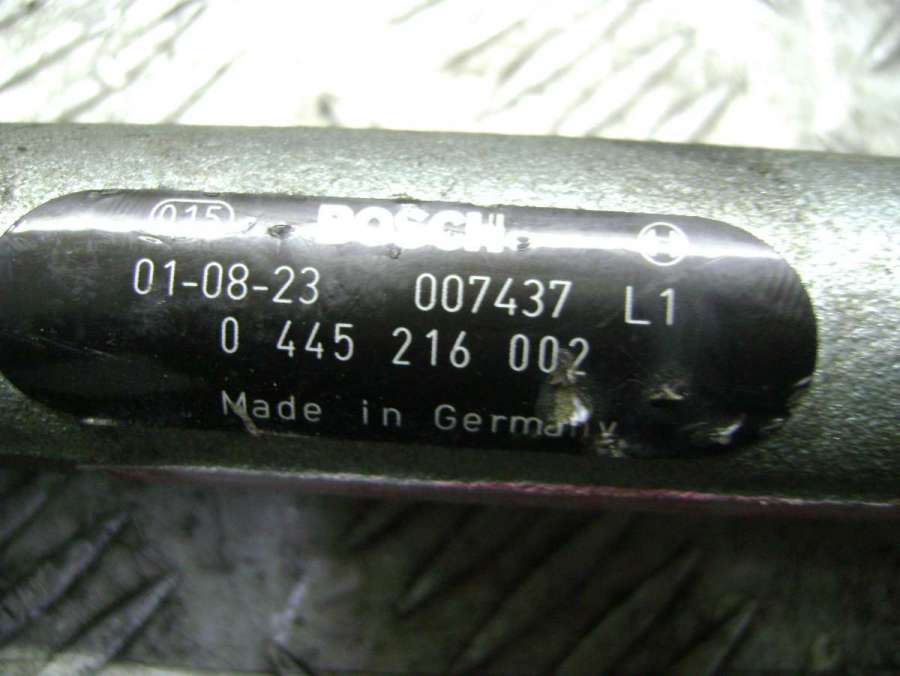 015 BOSCH
01-08-23 007437 L1
0 445 216 002
Made in Germany